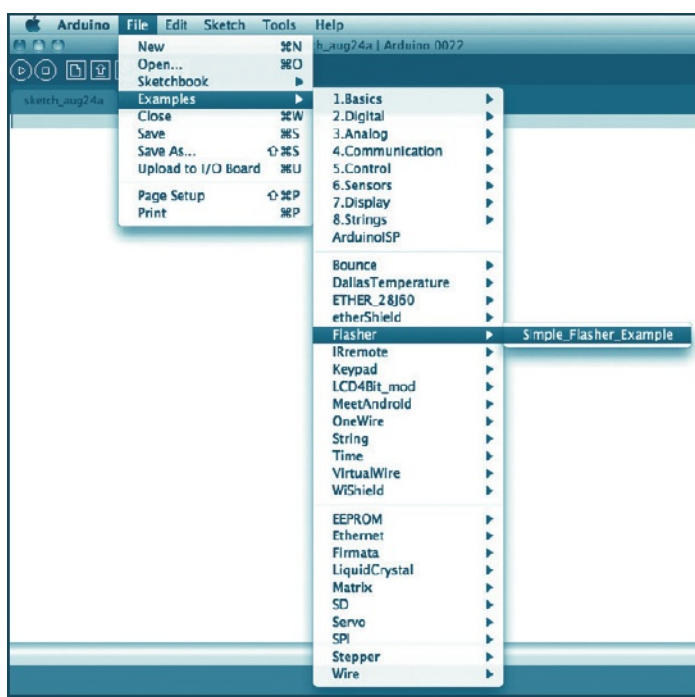 Arduino File Edit Sketch Tools Help
h_aug24a | Arduino 0022
sketch_aug24a
New ⌘N
Open... ⌘O
Sketchbook ▶
Examples ▶
Close ⌘W
Save ⌘S
Save As... ⇧⌘S
Upload to I/O Board ⌘U
Page Setup ⇧⌘P
Print ⌘P
1.Basics ▶
2.Digital ▶
3.Analog ▶
4.Communication ▶
5.Control ▶
6.Sensors ▶
7.Display ▶
8.Strings ▶
ArduinoISP
Bounce ▶
DallasTemperature ▶
ETHER_28J60 ▶
etherShield ▶
Flasher ▶
IRremote ▶
Keypad ▶
LCD4Bit_mod ▶
MeetAndroid ▶
OneWire ▶
String ▶
Time ▶
VirtualWire ▶
WiShield ▶
EEPROM ▶
Ethernet ▶
Firmata ▶
LiquidCrystal ▶
Matrix ▶
SD ▶
Servo ▶
SPI ▶
Stepper ▶
Wire ▶
Simple_Flasher_Example